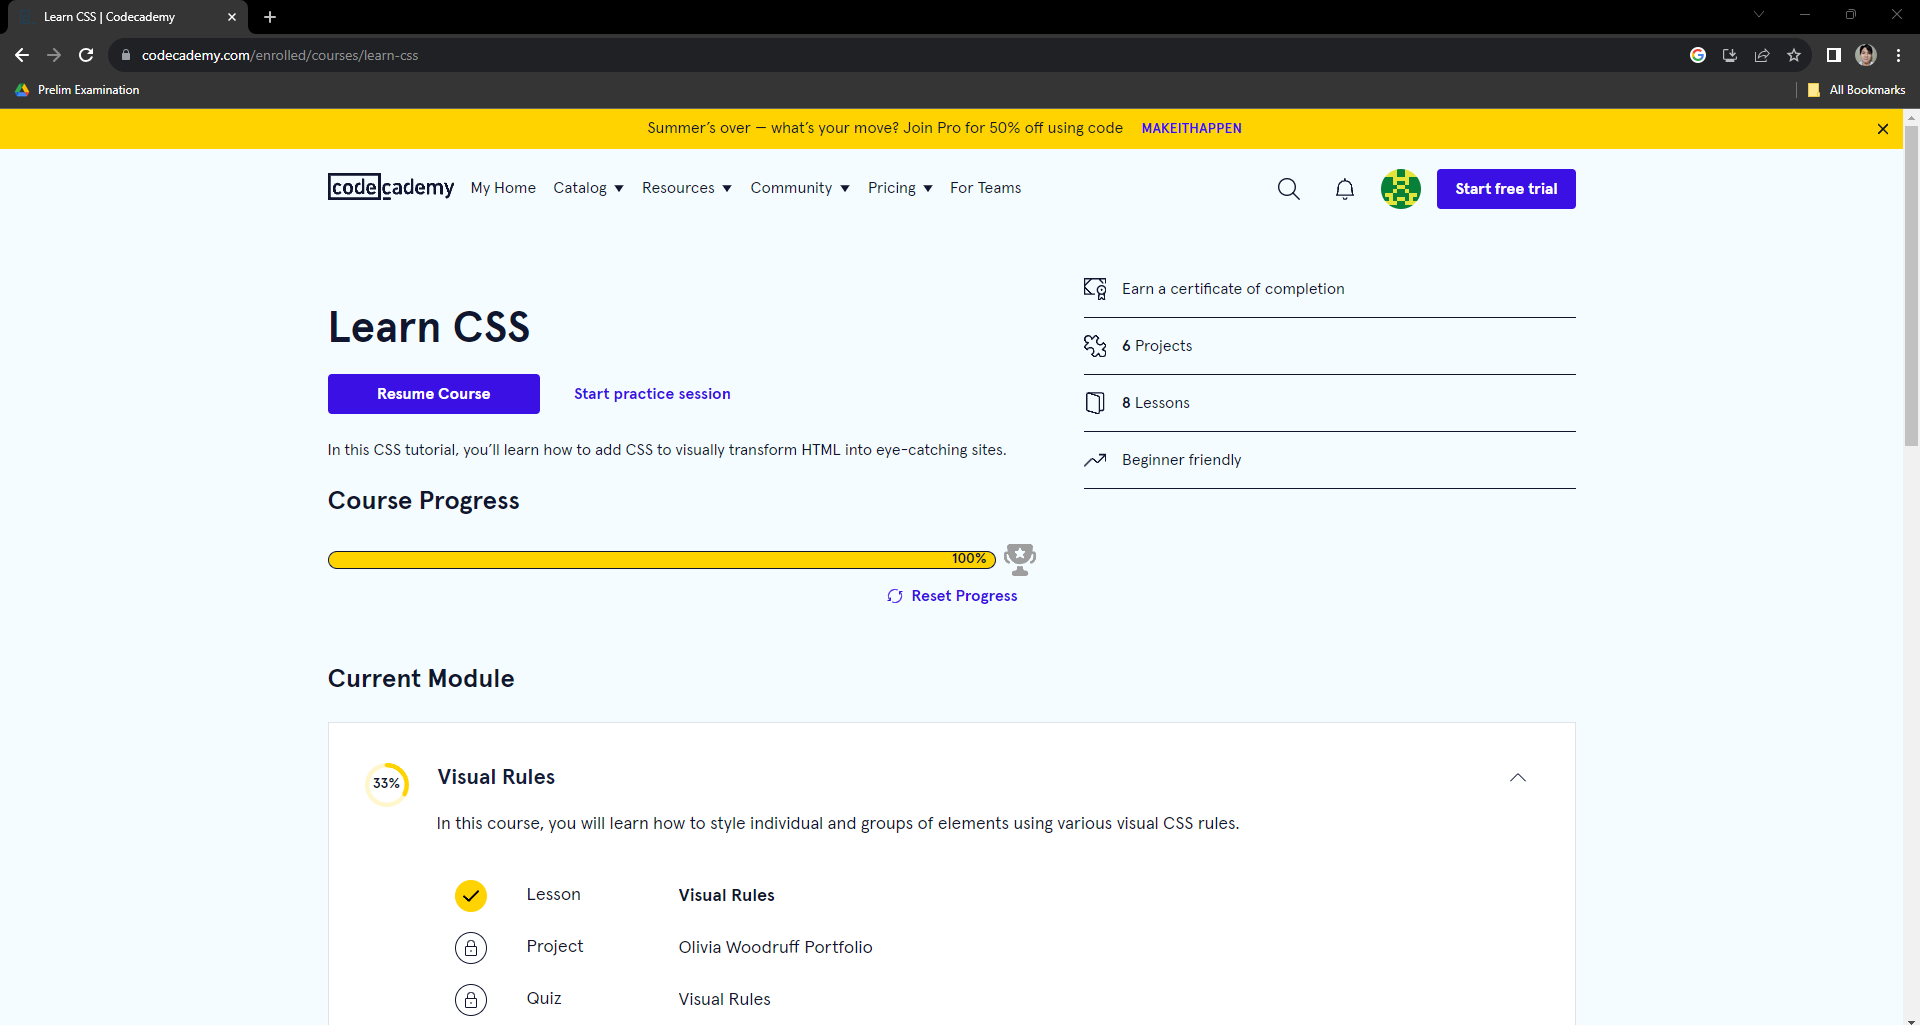 Learn CSS | Codecademy
codecademy.com/enrolled/courses/learn-css
Prelim Examination
All Bookmarks
Summer’s over — what’s your move? Join Pro for 50% off using code MAKEITHAPPEN
codecademy My Home Catalog Resources Community Pricing For Teams Start free trial
Learn CSS
Resume Course Start practice session
In this CSS tutorial, you’ll learn how to add CSS to visually transform HTML into eye-catching sites.
Course Progress
100%
Reset Progress
Earn a certificate of completion
6 Projects
8 Lessons
Beginner friendly
Current Module
33% Visual Rules
In this course, you will learn how to style individual and groups of elements using various visual CSS rules.
Lesson Visual Rules
Project Olivia Woodruff Portfolio
Quiz Visual Rules